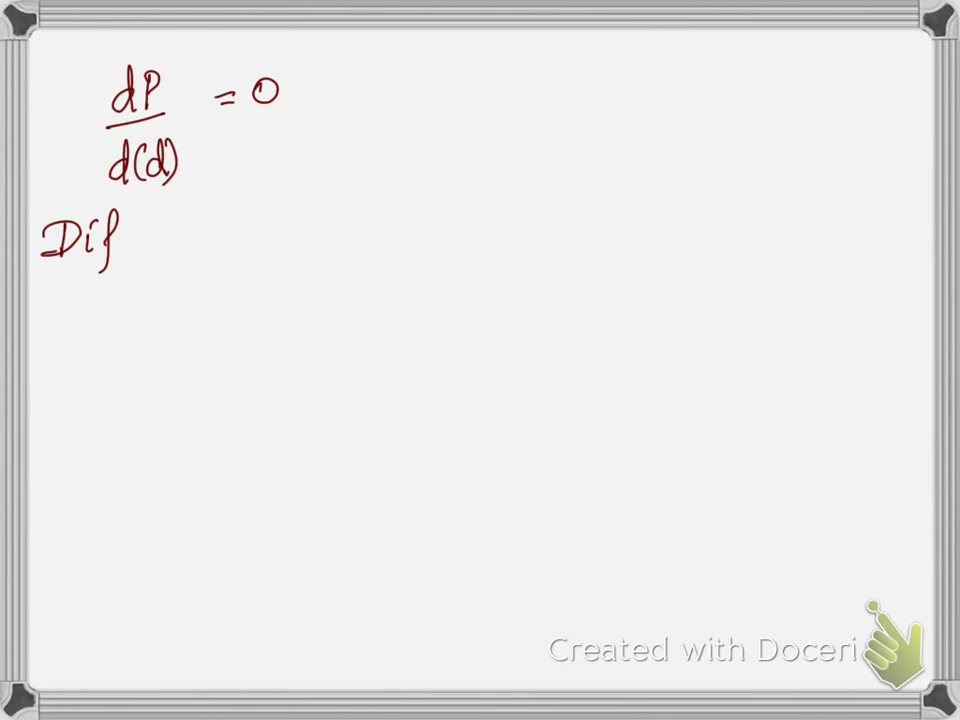 dP
d(d) = 0
Dif
Created with Doceri